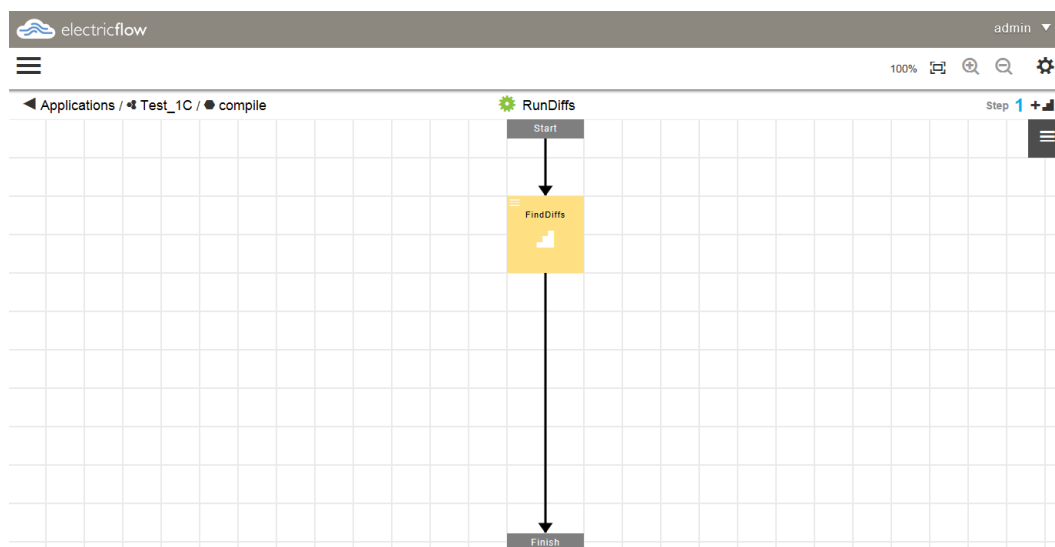 electricflow admin
100%
Applications / Test_1C / compile RunDiffs Step 1 +
Start
FindDiffs
Finish